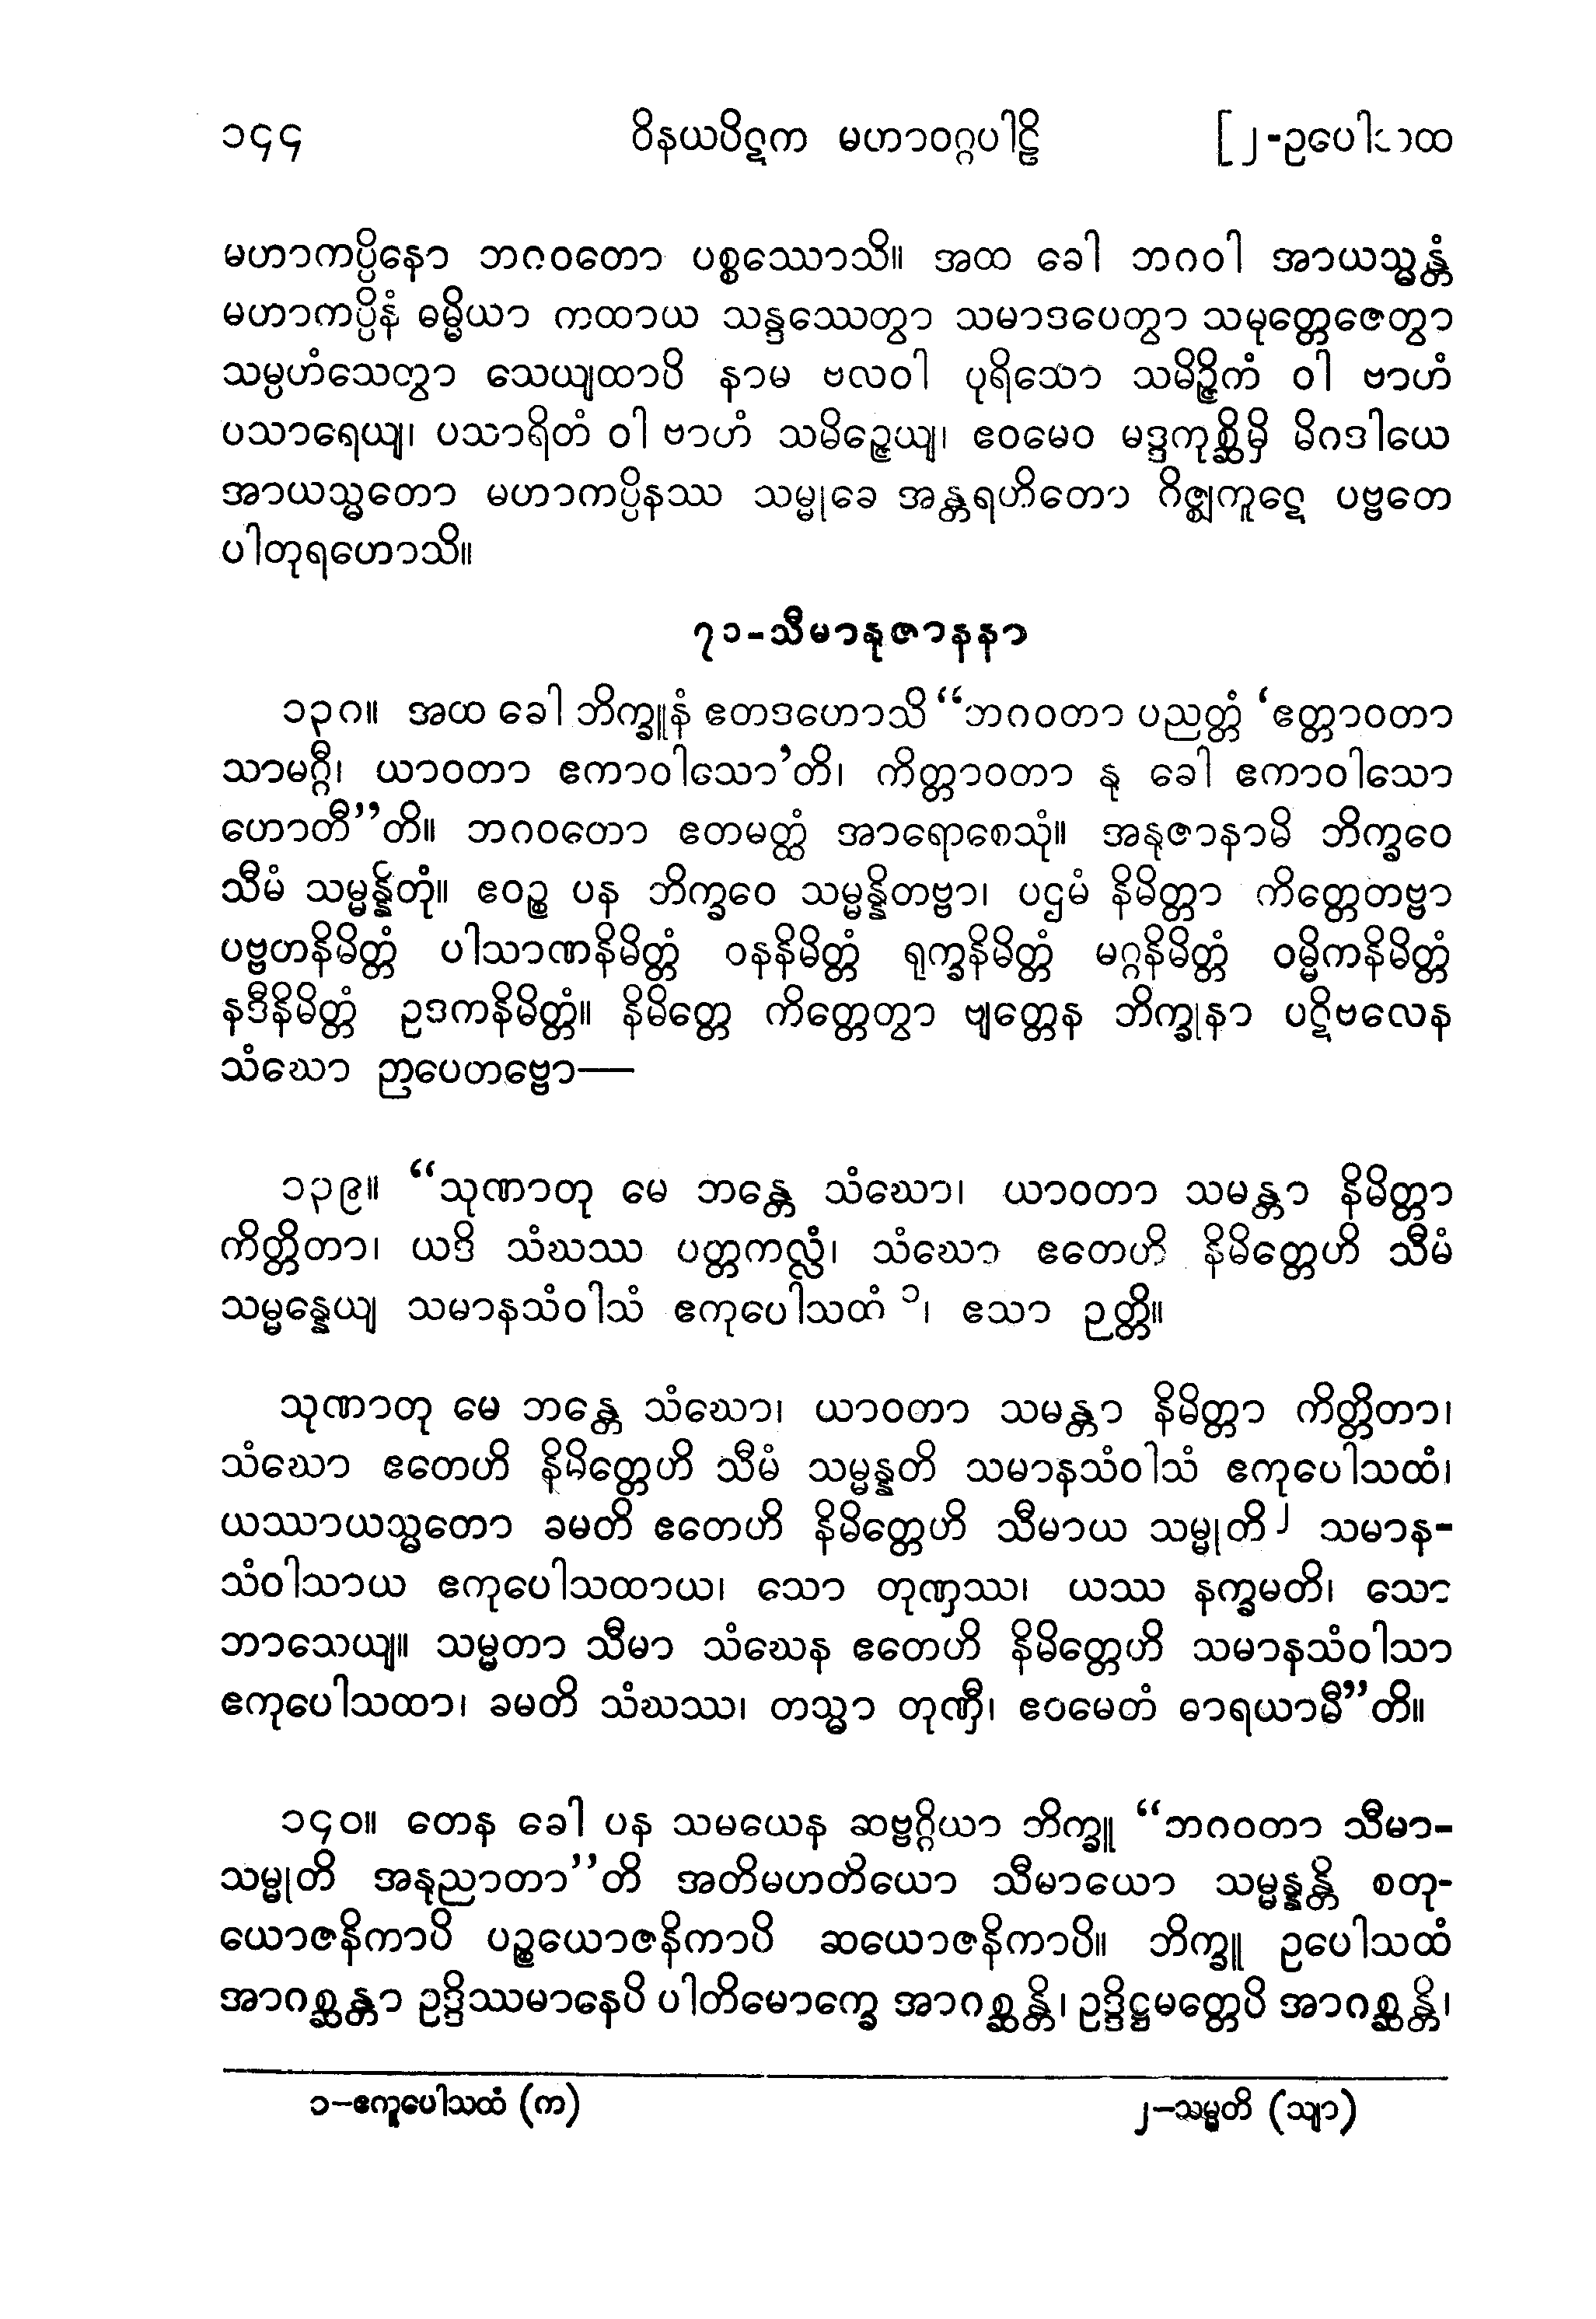 ၁၄၄ ဝိနယပိဋက မဟာဝဂ္ဂပါဠိ [၂-ဥပေါသထ
မဟာကပ္ပိနော ဘဂဝတော ပစ္စဿောသိ။ အထ ခေါ ဘဂဝါ အာယသ္မန္တံ
မဟာကပ္ပိနံ ဓမ္မိယာ ကထာယ သန္ဒဿေတွာ သမာဒပေတွာ သမုတ္တေဇေတွာ
သမ္ပဟံသေတွာ သေယျထာပိ နာမ ဗလဝါ ပုရိသော သမိဉ္ဇိကံ ဝါ ဗာဟံ
ပသာရေယျ၊ ပသာရိတံ ဝါ ဗာဟံ သမိဉ္ဇေယျ၊ ဧဝမေဝ မဒ္ဒကုစ္ဆိမှိ မိဂဒါယေ
အာယသ္မတော မဟာကပ္ပိနဿ သမ္မုခေ အန္တရဟိတော ဂိဇ္ဈကူဋေ ပဗ္ဗတေ
ပါတုရဟောသိ။
၇၁-သီမာနုဇာနနာ
၁၃၈။ အထ ခေါ ဘိက္ခူနံ ဧတဒဟောသိ “ဘဂဝတာ ပညတ္တံ ‘ဧတ္တာဝတာ
သာမဂ္ဂီ၊ ယာဝတာ ဧကာဝါသော’တိ၊ ကိတ္တာဝတာ နု ခေါ ဧကာဝါသော
ဟောတီ”တိ။ ဘဂဝတော ဧတမတ္ထံ အာရောစေသုံ။ အနုဇာနာမိ ဘိက္ခဝေ
သီမံ သမ္မန္နိတုံ။ ဧဝဉ္စ ပန ဘိက္ခဝေ သမ္မန္နိတဗ္ဗာ၊ ပဌမံ နိမိတ္တာ ကိတ္တေတဗ္ဗာ
ပဗ္ဗတနိမိတ္တံ ပါသာဏနိမိတ္တံ ဝနနိမိတ္တံ ရုက္ခနိမိတ္တံ မဂ္ဂနိမိတ္တံ ဝမ္မိကနိမိတ္တံ
နဒီနိမိတ္တံ ဥဒကနိမိတ္တံ။ နိမိတ္တေ ကိတ္တေတွာ ဗျတ္တေန ဘိက္ခုနာ ပဋိဗလေန
သံဃော ဉာပေတဗ္ဗော—
၁၃၉။ “သုဏာတု မေ ဘန္တေ သံဃော၊ ယာဝတာ သမန္တာ နိမိတ္တာ
ကိတ္တိတာ၊ ယဒိ သံဃဿ ပတ္တကလ္လံ၊ သံဃော ဧတေဟိ နိမိတ္တေဟိ သီမံ
သမ္မန္နေယျ သမာနသံဝါသံ ဧကုပေါသထံ ၁၊ ဧသာ ဉတ္တိ။
သုဏာတု မေ ဘန္တေ သံဃော၊ ယာဝတာ သမန္တာ နိမိတ္တာ ကိတ္တိတာ၊
သံဃော ဧတေဟိ နိမိတ္တေဟိ သီမံ သမ္မန္နတိ သမာနသံဝါသံ ဧကုပေါသထံ၊
ယဿာယသ္မတော ခမတိ ဧတေဟိ နိမိတ္တေဟိ သီမာယ သမ္မုတိ ၂ သမာန-
သံဝါသာယ ဧကုပေါသထာယ၊ သော တုဏှဿ၊ ယဿ နက္ခမတိ၊ သော
ဘာသေယျ။ သမ္မတာ သီမာ သံဃေန ဧတေဟိ နိမိတ္တေဟိ သမာနသံဝါသာ
ဧကုပေါသထာ၊ ခမတိ သံဃဿ၊ တသ္မာ တုဏှီ၊ ဧဝမေတံ ဓာရယာမီ”တိ။
၁၄၀။ တေန ခေါ ပန သမယေန ဆဗ္ဗဂ္ဂိယာ ဘိက္ခူ “ဘဂဝတာ သီမာ-
သမ္မုတိ အနုညာတာ”တိ အတိမဟတိယော သီမာယော သမ္မန္နန္တိ စတု-
ယောဇနိကာပိ ပဉ္စယောဇနိကာပိ ဆယောဇနိကာပိ။ ဘိက္ခူ ဥပေါသထံ
အာဂစ္ဆန္တာ ဥဒ္ဒိဿမာနေပိ ပါတိမောက္ခေ အာဂစ္ဆန္တိ၊ ဥဒ္ဒိဋ္ဌမတ္တေပိ အာဂစ္ဆန္တိ၊
၁–ဧကူပေါသထံ (က) ၂–သမ္မတိ (သျာ)